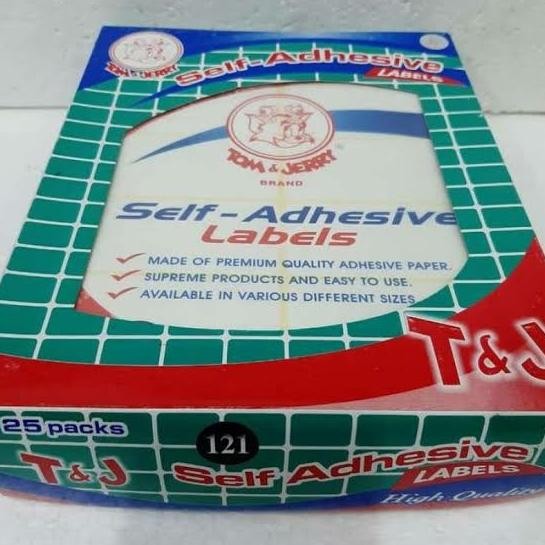 TOM & JERRY
Self-Adhesive
LABELS
TOM & JERRY
BRAND
Self-Adhesive
Labels
MADE OF PREMIUM QUALITY ADHESIVE PAPER.
SUPREME PRODUCTS AND EASY TO USE.
AVAILABLE IN VARIOUS DIFFERENT SIZES
T & J
25 packs
121
T & J
Self Adhesive
LABELS
High Quality